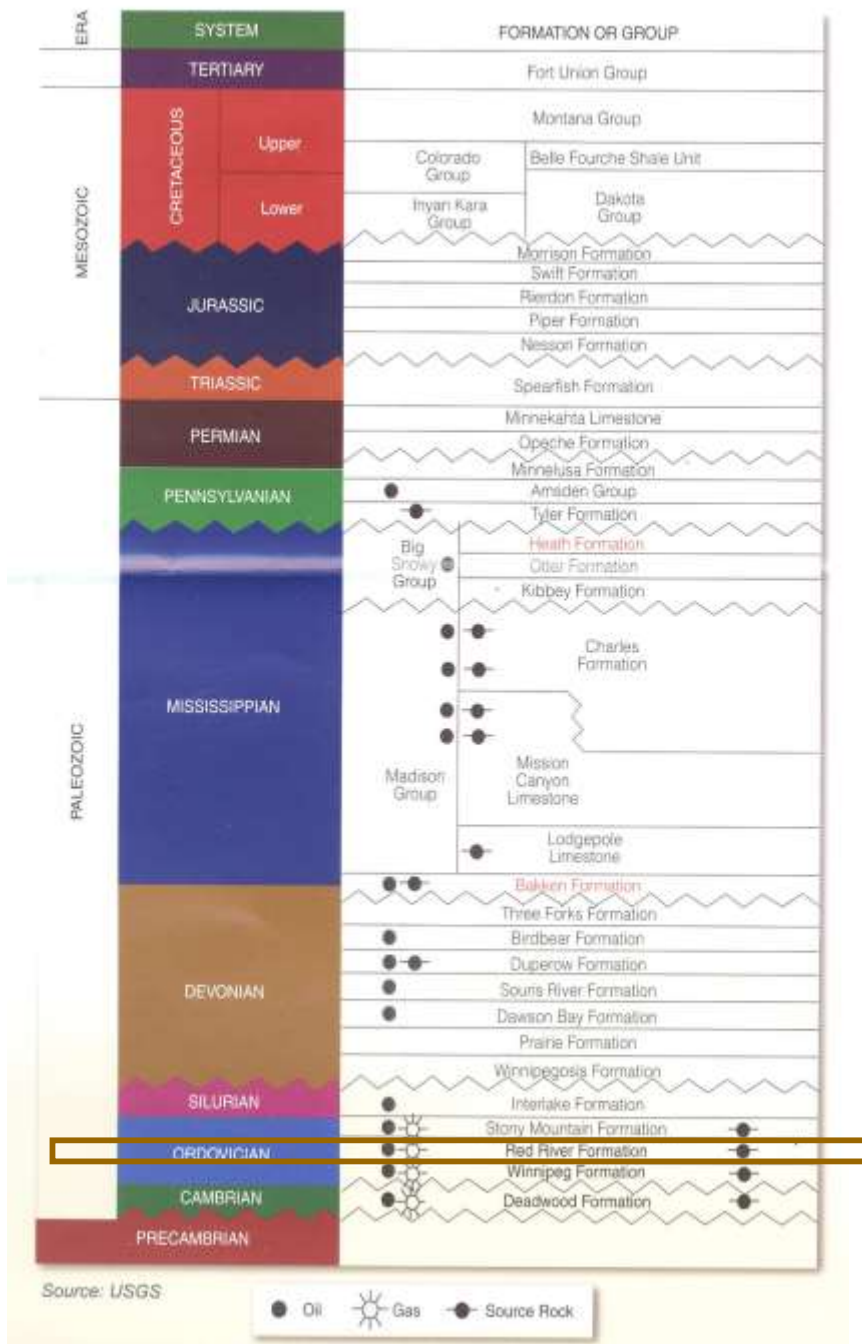 ERA
SYSTEM
FORMATION OR GROUP
TERTIARY
Fort Union Group
MESOZOIC
CRETACEOUS
Upper
Lower
Montana Group
Colorado
Group
Belle Fourche Shale Unit
Inyan Kara
Group
Dakota
Group
Morrison Formation
JURASSIC
Swift Formation
Rierdon Formation
Piper Formation
Nesson Formation
TRIASSIC
Spearfish Formation
PALEOZOIC
PERMIAN
Minnekahta Limestone
Opeche Formation
Minnelusa Formation
PENNSYLVANIAN
Amsden Group
Tyler Formation
MISSISSIPPIAN
Big
Snowy
Group
Heath Formation
Otter Formation
Kibbey Formation
Charles
Formation
Madison
Group
Mission
Canyon
Limestone
Lodgepole
Limestone
Bakken Formation
DEVONIAN
Three Forks Formation
Birdbear Formation
Duperow Formation
Souris River Formation
Dawson Bay Formation
Prairie Formation
Winnipegosis Formation
SILURIAN
Interlake Formation
ORDOVICIAN
Stony Mountain Formation
Red River Formation
Winnipeg Formation
CAMBRIAN
Deadwood Formation
PRECAMBRIAN
Source: USGS
Oil
Gas
Source Rock